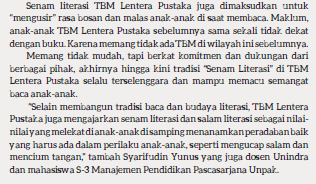 Senam literasi TBM Lentera Pustaka juga dimaksudkan untuk
"mengusir" rasa bosan dan malas anak-anak di saat membaca. Maklum,
anak-anak TBM Lentera Pustaka sebelumnya sama sekali tidak dekat
dengan buku. Karena memang tidak ada TBM di wilayah ini sebelumnya.
Memang tidak mudah, tapi berkat komitmen dan dukungan dari
berbagai pihak, akhirnya hingga kini tradisi "Senam Literasi" di TBM
Lentera Pustaka selalu terselenggara dan mampu memacu semangat
baca anak-anak.
"Selain membangun tradisi baca dan budaya literasi, TBM Lentera
Pustaka juga mengajarkan senam literasi dan salam literasi sebagai nilai-
nilai yang melekat di anak-anak di samping menanamkan peradaban baik
yang harus ada dalam perilaku anak-anak, seperti mengucap salam dan
mencium tangan," tambah Syarifudin Yunus yang juga dosen Unindra
dan mahasiswa S-3 Manajemen Pendidikan Pascasarjana Unpak.